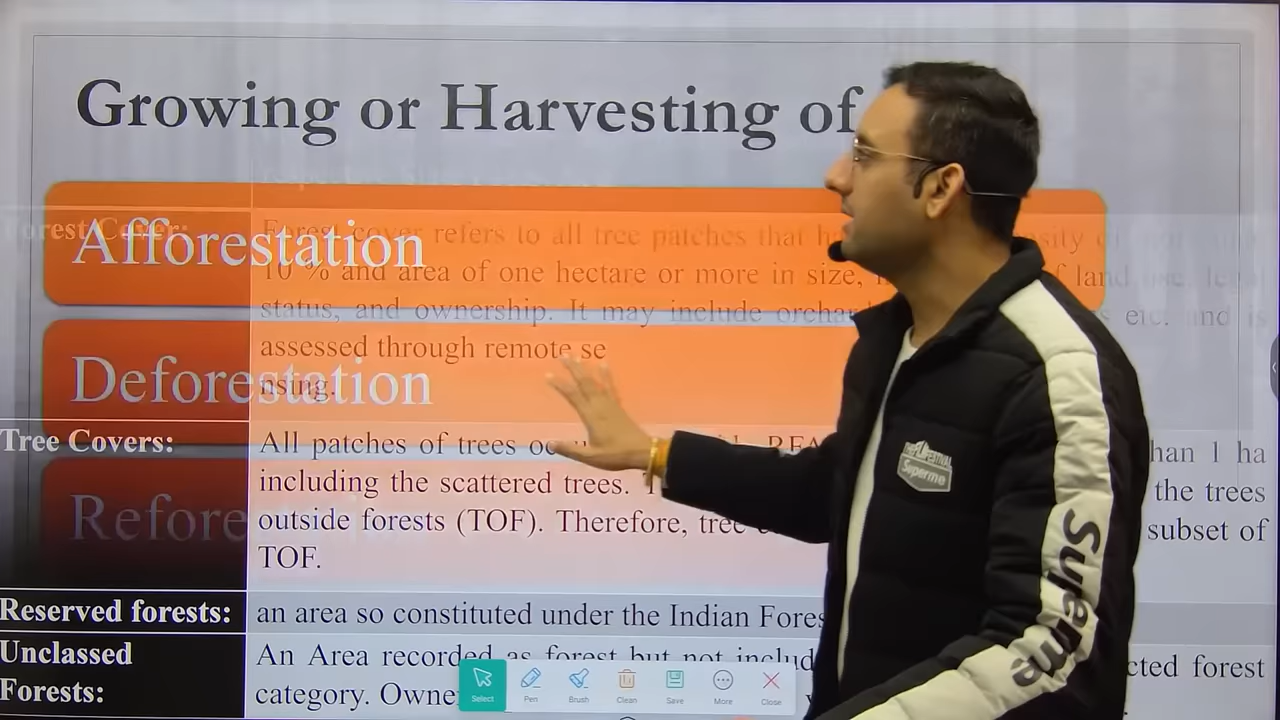 Growing or Harvesting of
Afforestation
Deforestation
Refore
Forest Cover:
Forest cover refers to all tree patches that
10 % and area of one hectare or more in size,
of land use, legal
status, and ownership. It may include
etc. and is
assessed through remote se
nsing.
Tree Covers:
All patches of trees
RFA
than 1 ha
including the scattered trees.
the trees
outside forests (TOF). Therefore, tree
subset of
TOF.
Reserved forests:
an area so constituted under the Indian Fores
Unclassed
Forests:
An Area recorded as forest but not includ
cted forest
category. Owne
Select
Pen
Brush
Clean
Save
More
Close
Superme
Supeme